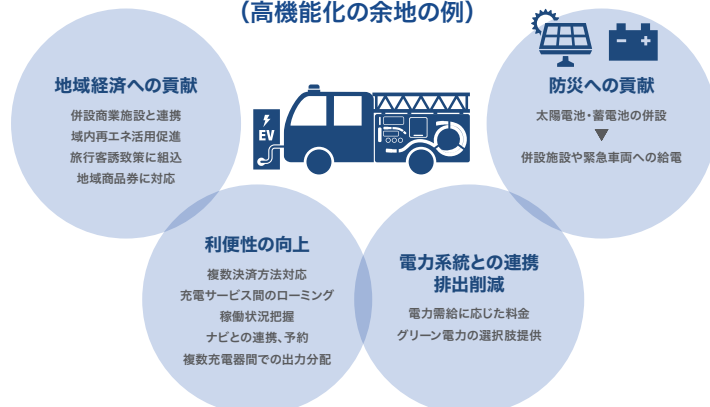 （高機能化の余地の例）
地域経済への貢献
併設商業施設と連携
域内再エネ活用促進
旅行客誘致策に組込
地域商品券に対応
EV
防災への貢献
太陽電池・蓄電池の併設
▼
併設施設や緊急車両への給電
利便性の向上
複数決済方法対応
充電サービス間のローミング
稼働状況把握
ナビとの連携、予約
複数充電器間での出力分配
電力系統との連携
排出削減
電力需給に応じた料金
グリーン電力の選択肢提供